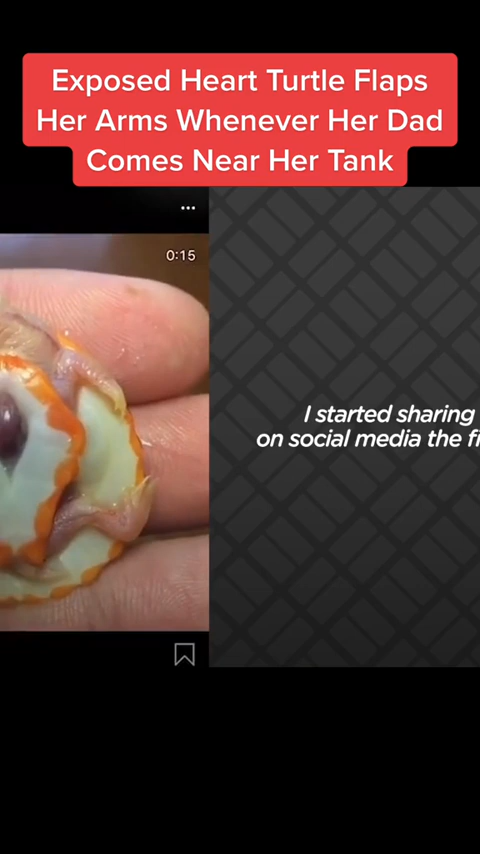 Exposed Heart Turtle Flaps
Her Arms Whenever Her Dad
Comes Near Her Tank
0:15
I started sharing
on social media the fi